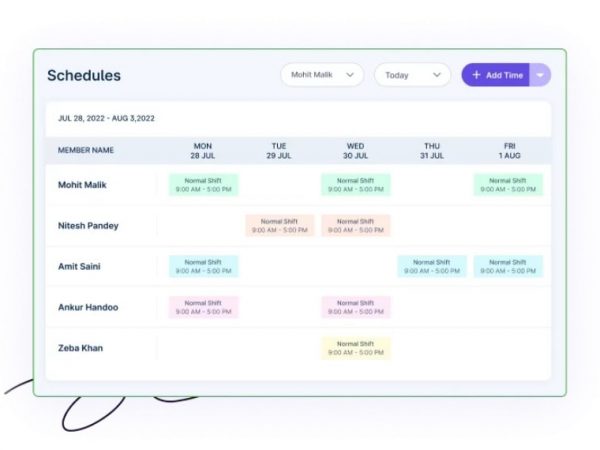 Schedules
Mohit Malik
Today
+ Add Time
JUL 28, 2022 - AUG 3,2022
MEMBER NAME MON TUE WED THU FRI
28 JUL 29 JUL 30 JUL 31 JUL 1 AUG
Mohit Malik
Normal Shift Normal Shift Normal Shift
9:00 AM - 5:00 PM 9:00 AM - 5:00 PM 9:00 AM - 5:00 PM
Nitesh Pandey
Normal Shift Normal Shift
9:00 AM - 5:00 PM 9:00 AM - 5:00 PM
Amit Saini
Normal Shift Normal Shift Normal Shift
9:00 AM - 5:00 PM 9:00 AM - 5:00 PM 9:00 AM - 5:00 PM
Ankur Handoo
Normal Shift Normal Shift
9:00 AM - 5:00 PM 9:00 AM - 5:00 PM
Zeba Khan
Normal Shift
9:00 AM - 5:00 PM